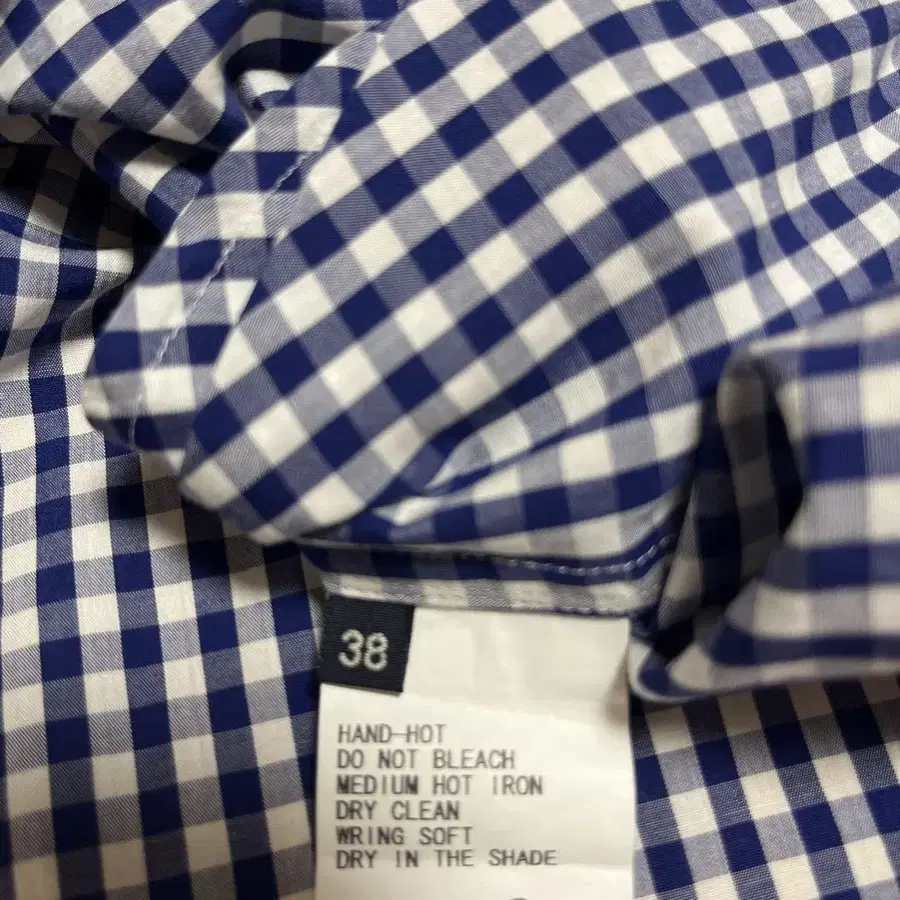 38
HAND-HOT
DO NOT BLEACH
MEDIUM HOT IRON
DRY CLEAN
WRING SOFT
DRY IN THE SHADE